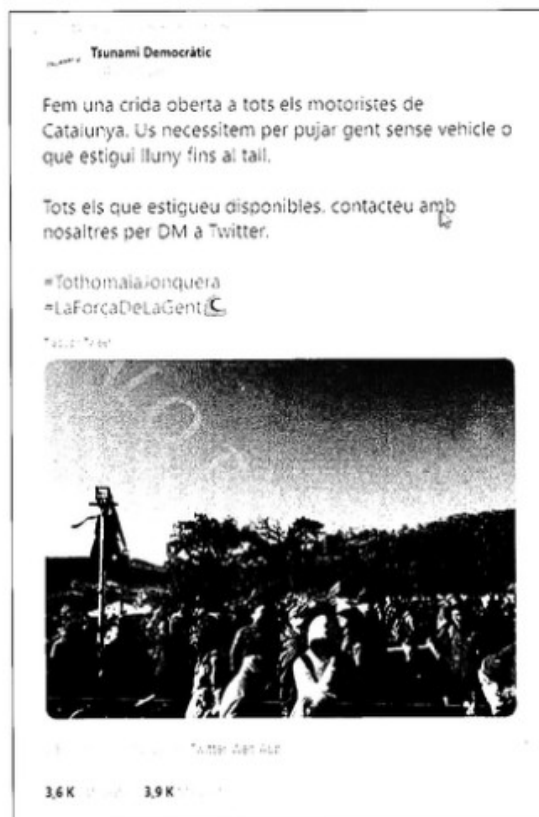 Tsunami Democràtic
Fem una crida oberta a tots els motoristes de
Catalunya. Us necessitem per pujar gent sense vehicle o
que estigui lluny fins al tall.
Tots els que estigueu disponibles, contacteu amb
nosaltres per DM a Twitter.
#TothomalaJonquera
#LaForçaDeLaGent
Twitter Web App
3,6 K
3,9 K